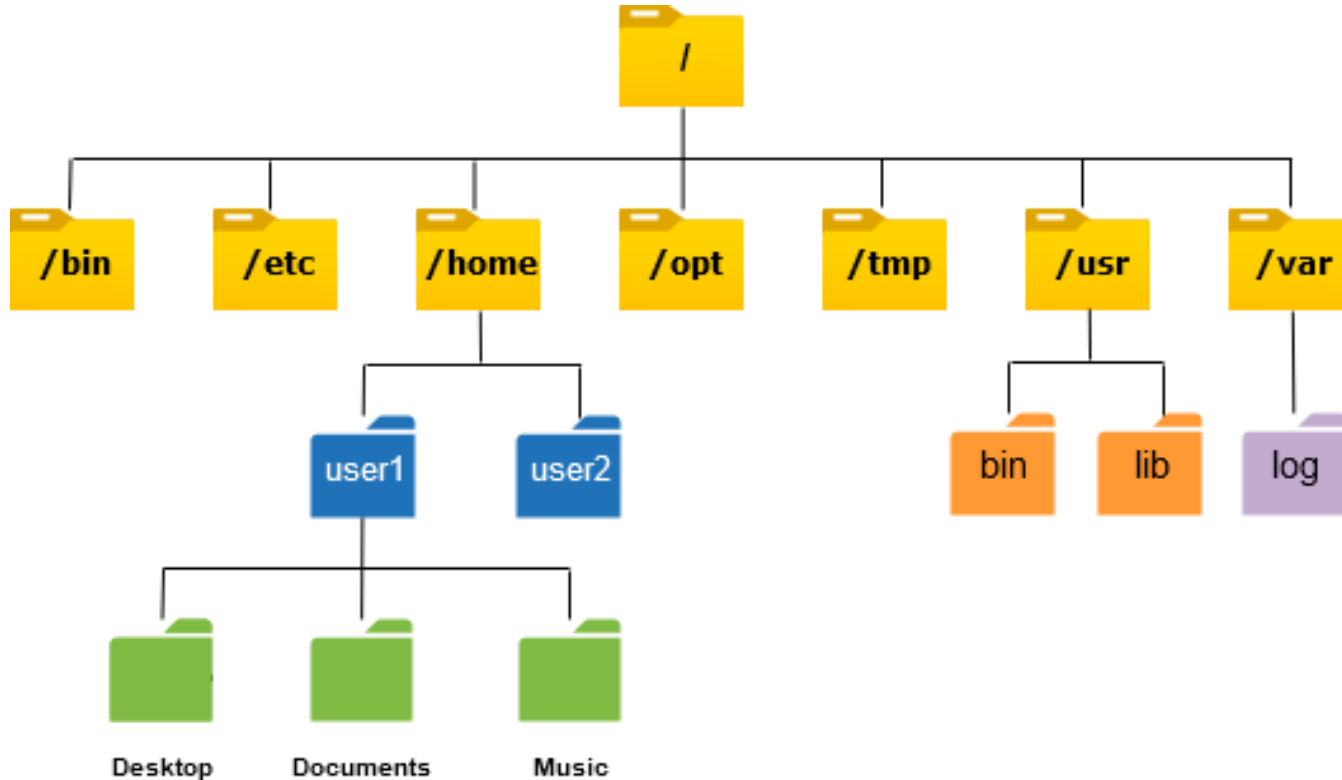 /
/bin /etc /home /opt /tmp /usr /var
user1 user2 bin lib log
Desktop Documents Music